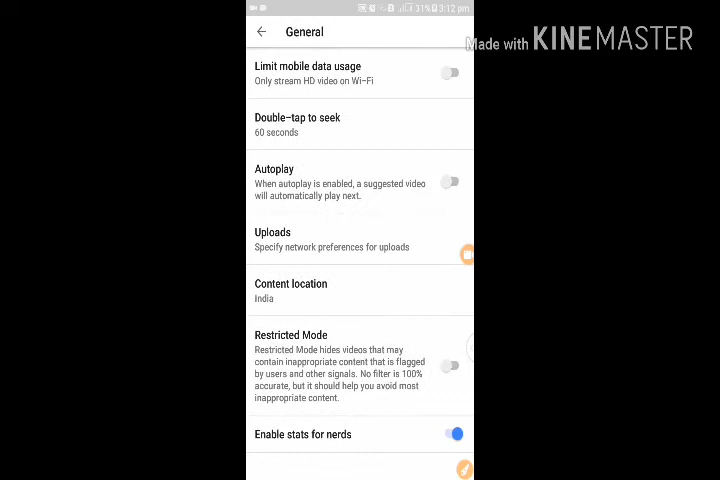 31% 3:12 pm
General
Made with KINEMASTER
Limit mobile data usage
Only stream HD video on Wi-Fi
Double-tap to seek
60 seconds
Autoplay
When autoplay is enabled, a suggested video
will automatically play next.
Uploads
Specify network preferences for uploads
Content location
India
Restricted Mode
Restricted Mode hides videos that may
contain inappropriate content that is flagged
by users and other signals. No filter is 100%
accurate, but it should help you avoid most
inappropriate content.
Enable stats for nerds